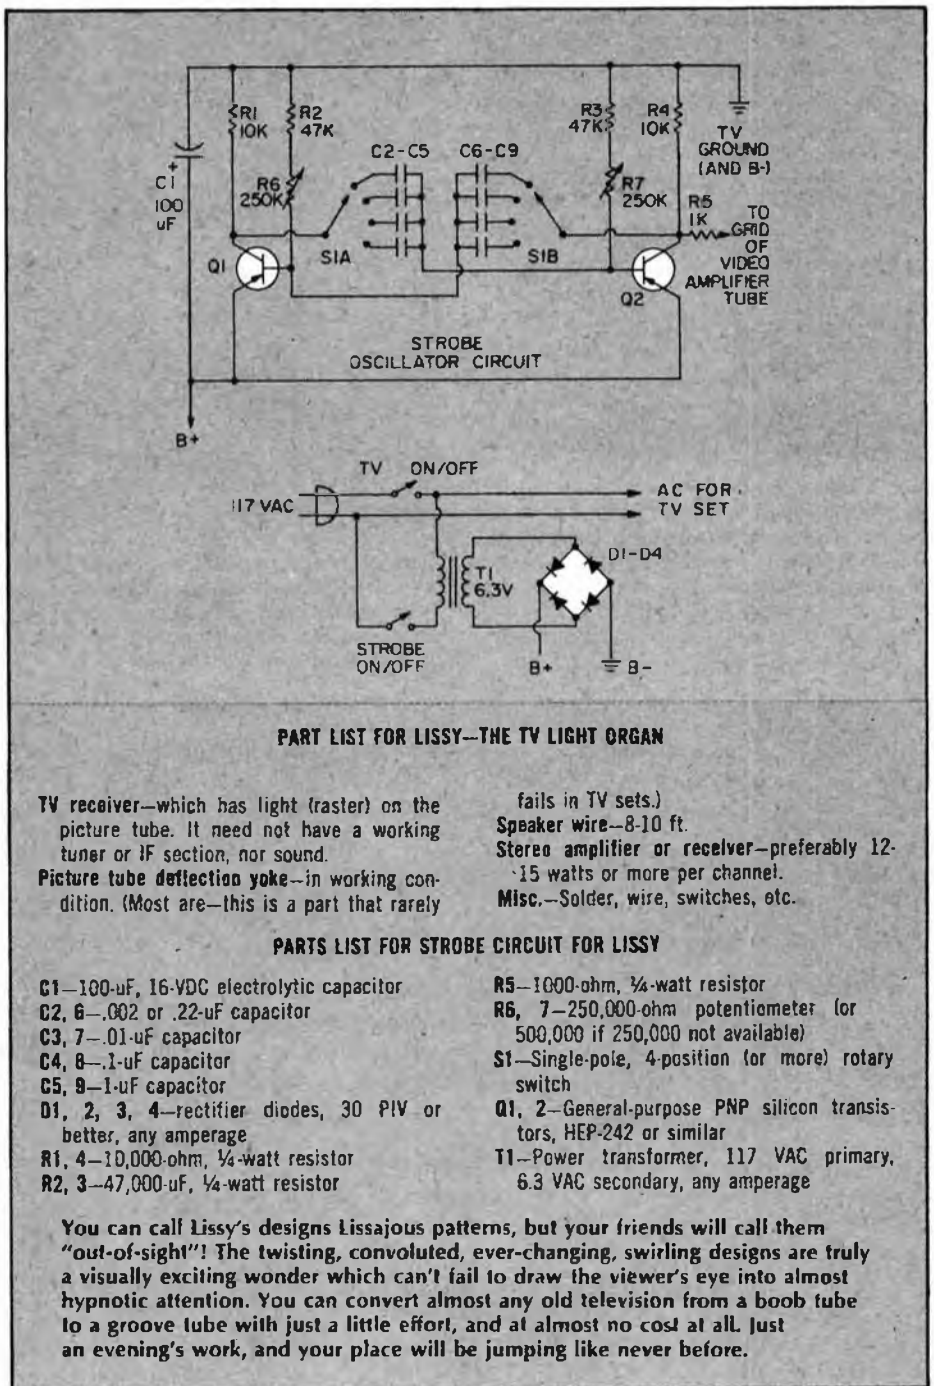 R1
10K
R2
47K
R3
47K
R4
10K
TV
GROUND
(AND B-)
C2-C5
C6-C9
+
C1
100
uF
R6
250K
R7
250K
R5
1K
TO
GRID
OF
VIDEO
AMPLIFIER
TUBE
S1A
S1B
Q1
Q2
STROBE
OSCILLATOR CIRCUIT
B+
TV ON/OFF
117 VAC
AC FOR
TV SET
D1-D4
T1
6.3V
STROBE
ON/OFF
B+
B-
PART LIST FOR LISSY—THE TV LIGHT ORGAN
TV receiver—which has light (raster) on the
picture tube. It need not have a working
tuner or IF section, nor sound.
Picture tube deflection yoke—in working con-
dition. (Most are—this is a part that rarely
fails in TV sets.)
Speaker wire—8-10 ft.
Stereo amplifier or receiver—preferably 12-
15 watts or more per channel.
Misc.—Solder, wire, switches, etc.
PARTS LIST FOR STROBE CIRCUIT FOR LISSY
C1—100-uF, 16-VDC electrolytic capacitor
C2, 6—.002 or .22-uF capacitor
C3, 7—.01-uF capacitor
C4, 8—.1-uF capacitor
C5, 9—1-uF capacitor
D1, 2, 3, 4—rectifier diodes, 30 PIV or
better, any amperage
R1, 4—10,000-ohm, ¼-watt resistor
R2, 3—47,000-uF, ¼-watt resistor
R5—1000-ohm, ¼-watt resistor
R6, 7—250,000-ohm potentiometer (or
500,000 if 250,000 not available)
S1—Single-pole, 4-position (or more) rotary
switch
Q1, 2—General-purpose PNP silicon transis-
tors, HEP-242 or similar
T1—Power transformer, 117 VAC primary,
6.3 VAC secondary, any amperage
You can call Lissy's designs Lissajous patterns, but your friends will call them
"out-of-sight"! The twisting, convoluted, ever-changing, swirling designs are truly
a visually exciting wonder which can't fail to draw the viewer's eye into almost
hypnotic attention. You can convert almost any old television from a boob tube
to a groove tube with just a little effort, and at almost no cost at all. Just
an evening's work, and your place will be jumping like never before.